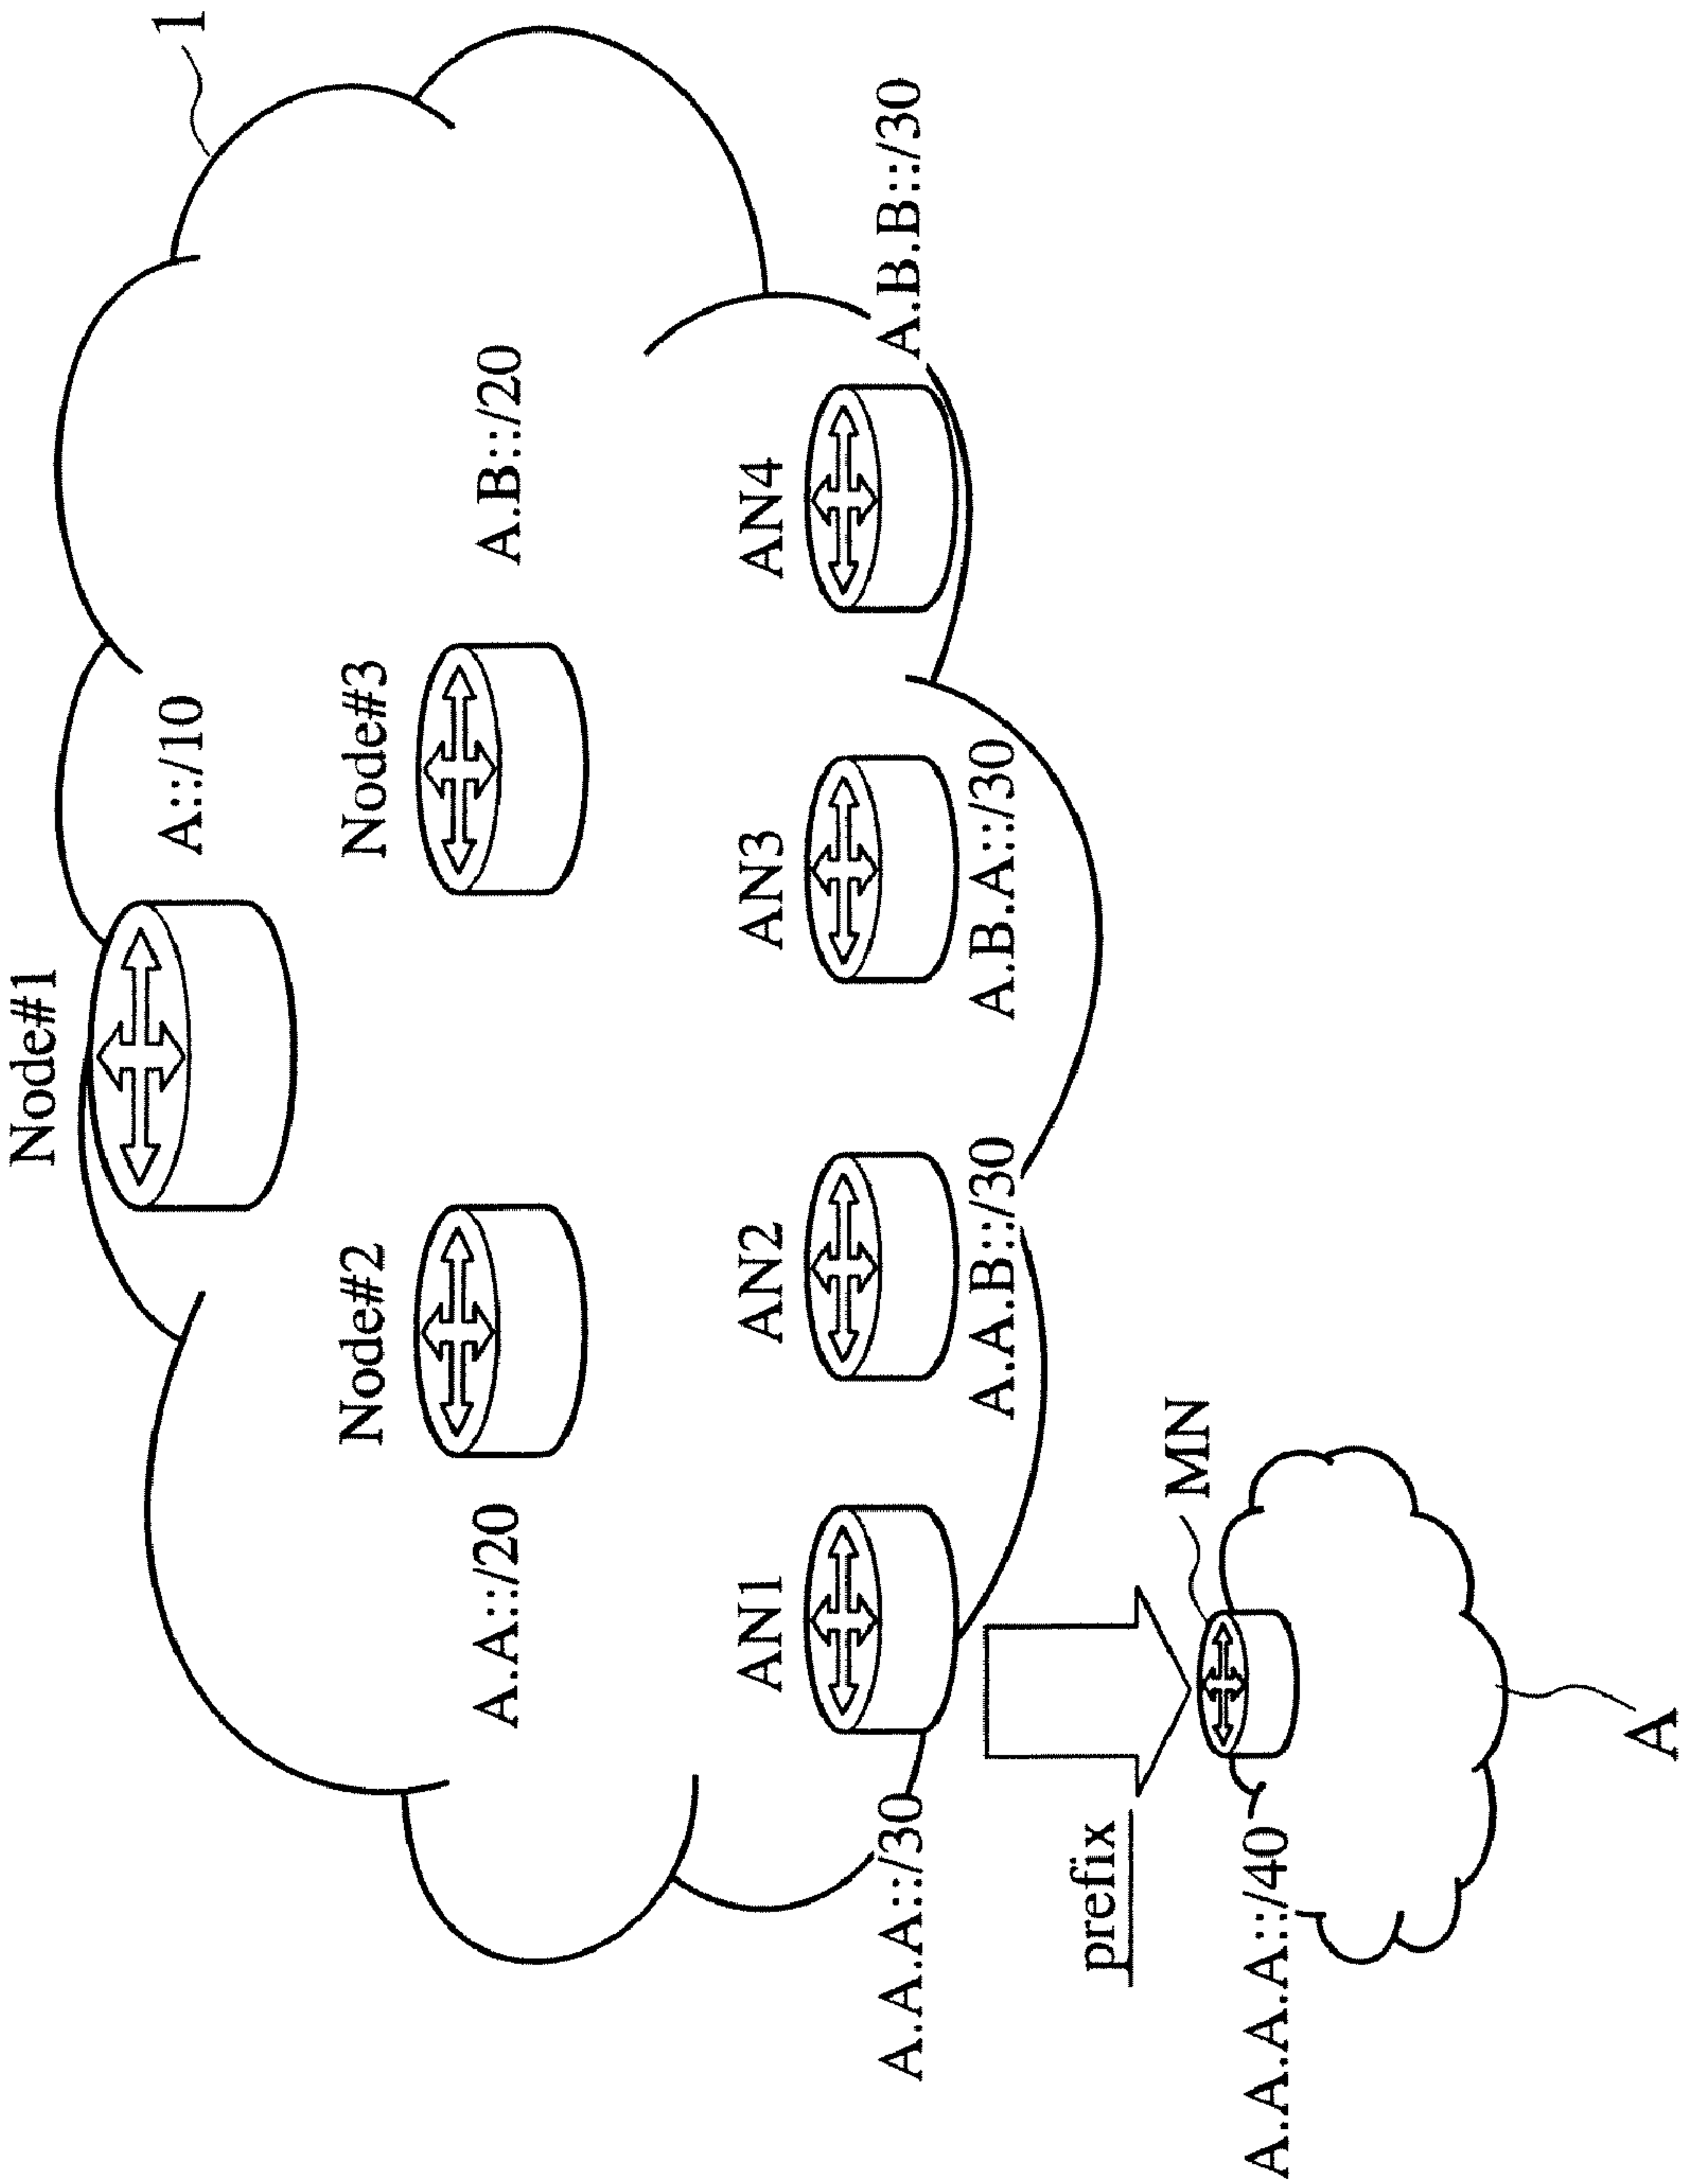 1
Node#1
A::/10
Node#2
Node#3
A.A::/20
A.B::/20
AN1
AN2
AN3
AN4
A.A.A::/30
A.A.B::/30
A.B.A::/30
A.B.B::/30
prefix
MN
A.A.A.A::/40
A